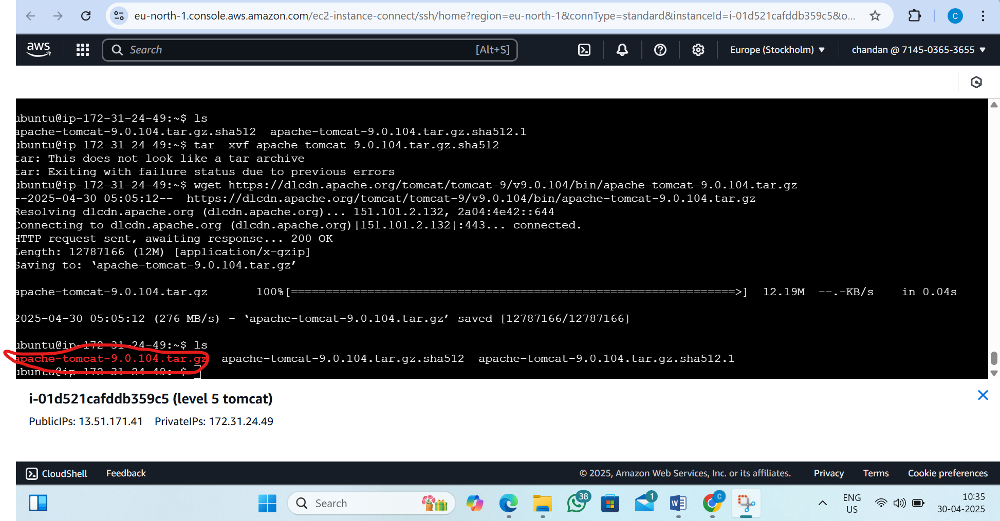 eu-north-1.console.aws.amazon.com/ec2-instance-connect/ssh/home?region=eu-north-1&connType=standard&instanceId=i-01d521cafddb359c5&o...
C
aws
Search
[Alt+S]
Europe (Stockholm)
chandan @ 7145-0365-3655
ubuntu@ip-172-31-24-49:~$ ls
apache-tomcat-9.0.104.tar.gz.sha512  apache-tomcat-9.0.104.tar.gz.sha512.1
ubuntu@ip-172-31-24-49:~$ tar -xvf apache-tomcat-9.0.104.tar.gz.sha512
tar: This does not look like a tar archive
tar: Exiting with failure status due to previous errors
ubuntu@ip-172-31-24-49:~$ wget https://dlcdn.apache.org/tomcat/tomcat-9/v9.0.104/bin/apache-tomcat-9.0.104.tar.gz
--2025-04-30 05:05:12--  https://dlcdn.apache.org/tomcat/tomcat-9/v9.0.104/bin/apache-tomcat-9.0.104.tar.gz
Resolving dlcdn.apache.org (dlcdn.apache.org)... 151.101.2.132, 2a04:4e42::644
Connecting to dlcdn.apache.org (dlcdn.apache.org)|151.101.2.132|:443... connected.
HTTP request sent, awaiting response... 200 OK
Length: 12787166 (12M) [application/x-gzip]
Saving to: ‘apache-tomcat-9.0.104.tar.gz’
apache-tomcat-9.0.104.tar.gz       100%[================================================================>]  12.19M  --.-KB/s    in 0.04s
2025-04-30 05:05:12 (276 MB/s) - ‘apache-tomcat-9.0.104.tar.gz’ saved [12787166/12787166]
ubuntu@ip-172-31-24-49:~$ ls
apache-tomcat-9.0.104.tar.gz  apache-tomcat-9.0.104.tar.gz.sha512  apache-tomcat-9.0.104.tar.gz.sha512.1
ubuntu@ip-172-31-24-49:~$
i-01d521cafddb359c5 (level 5 tomcat)
PublicIPs: 13.51.171.41    PrivateIPs: 172.31.24.49
CloudShell
Feedback
© 2025, Amazon Web Services, Inc. or its affiliates.
Privacy
Terms
Cookie preferences
Search
38
1
W
C
ENG
US
10:35
30-04-2025